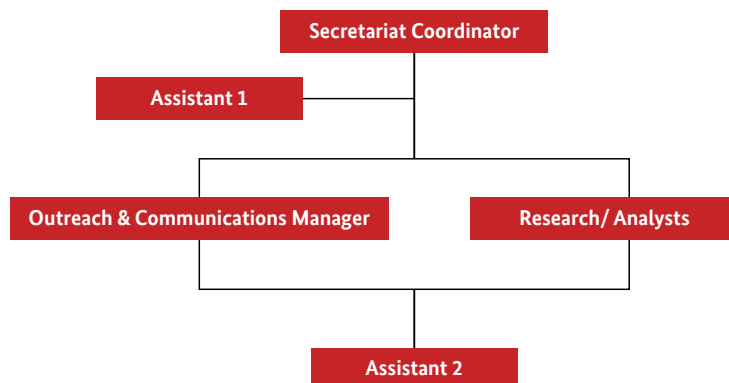 Secretariat Coordinator
Assistant 1
Outreach & Communications Manager
Research/ Analysts
Assistant 2